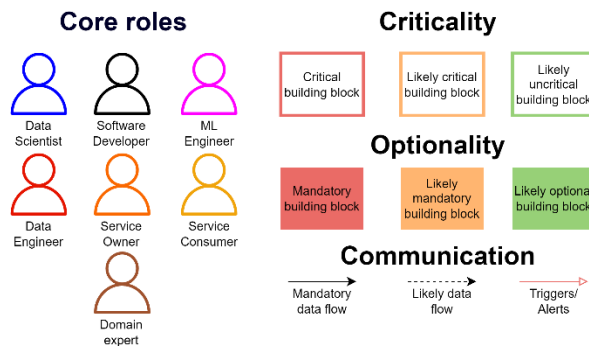 Core roles
Data
Scientist
Software
Developer
ML
Engineer
Data
Engineer
Service
Owner
Service
Consumer
Domain
expert
Criticality
Critical
building block
Likely critical
building block
Likely
uncritical
building block
Optionality
Mandatory
building block
Likely
mandatory
building block
Likely optional
building block
Communication
Mandatory
data flow
Likely data
flow
Triggers/
Alerts